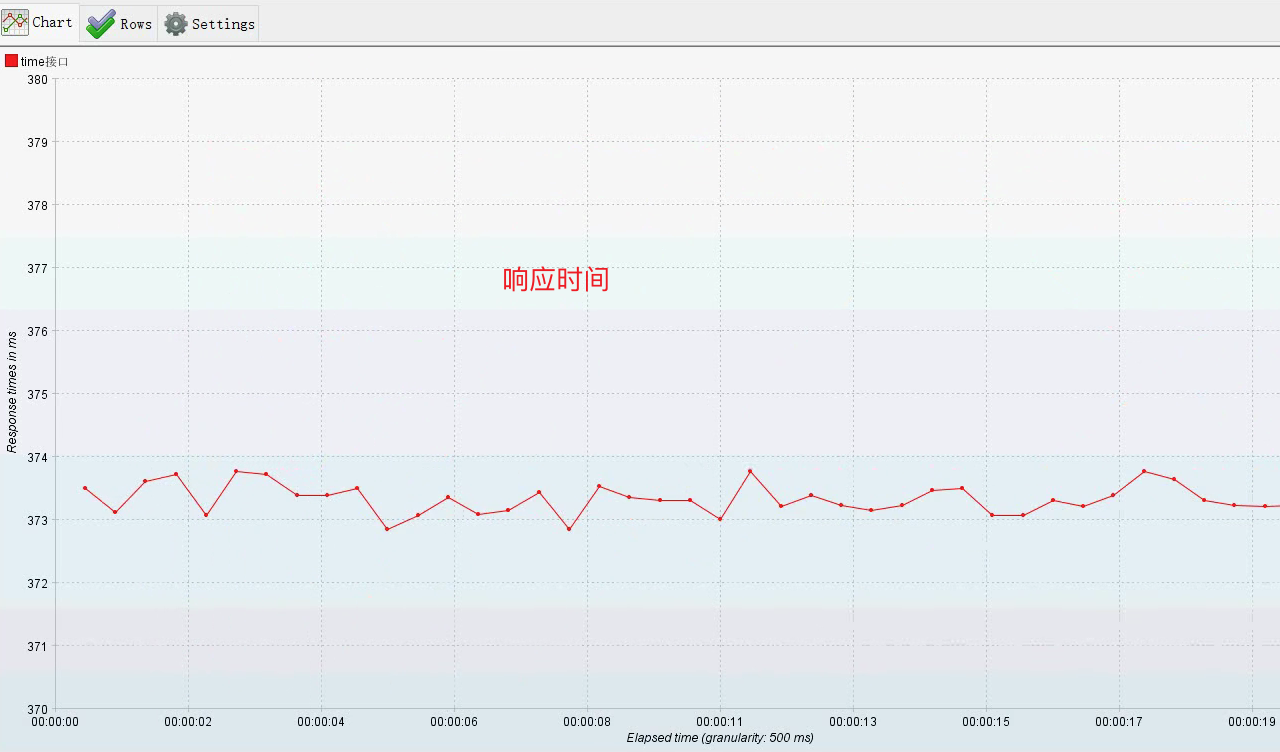 Chart Rows Settings
time接口
380
379
378
377
响应时间
376
375
374
373
372
371
370
Response times in ms
00:00:00 00:00:02 00:00:04 00:00:06 00:00:08 00:00:11 00:00:13 00:00:15 00:00:17 00:00:19
Elapsed time (granularity: 500 ms)